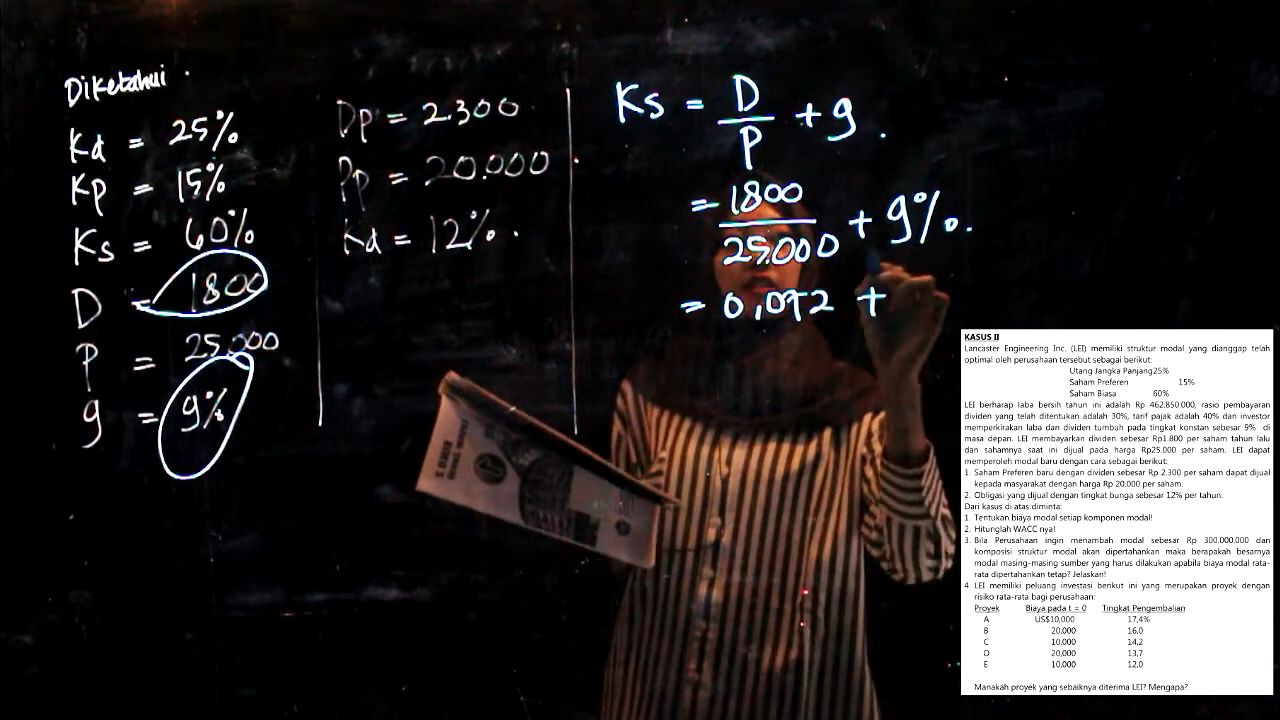 Diketahui .
Kd = 25%
Kp = 15%
Ks = 60%
D = 1800
P = 25.000
g = 9%
Dp = 2.300
Pp = 20.000
Kd = 12% .
Ks = D/P + g .
= 1800/25.000 + 9% .
= 0,072 +
KASUS II
Lancaster Engineering Inc. (LEI) memiliki struktur modal yang dianggap telah
optimal oleh perusahaan tersebut sebagai berikut:
Utang Jangka Panjang25%
Saham Preferen 15%
Saham Biasa 60%
LEI berharap laba bersih tahun ini adalah Rp 462.850.000, rasio pembayaran
dividen yang telah ditentukan adalah 30%, tarif pajak adalah 40% dan investor
memperkirakan laba dan dividen tumbuh pada tingkat konstan sebesar 9% di
masa depan. LEI membayarkan dividen sebesar Rp1.800 per saham tahun lalu
dan sahamnya saat ini dijual pada harga Rp25.000 per saham. LEI dapat
memperoleh modal baru dengan cara sebagai berikut:
1. Saham Preferen baru dengan dividen sebesar Rp 2.300 per saham dapat dijual
kepada masyarakat dengan harga Rp 20.000 per saham.
2. Obligasi yang dijual dengan tingkat bunga sebesar 12% per tahun.
Dari kasus di atas diminta:
1. Tentukan biaya modal setiap komponen modal!
2. Hitunglah WACC nya!
3. Bila Perusahaan ingin menambah modal sebesar Rp 300.000.000 dan
komposisi struktur modal akan dipertahankan maka berapakah besarnya
modal masing-masing sumber yang harus dilakukan apabila biaya modal rata-
rata dipertahankan tetap? Jelaskan!
4. LEI memiliki peluang investasi berikut ini yang merupakan proyek dengan
risiko rata-rata bagi perusahaan:
Proyek Biaya pada t = 0 Tingkat Pengembalian
A US$10,000 17,4%
B 20,000 16,0
C 10,000 14,2
D 20,000 13,7
E 10,000 12,0
Manakah proyek yang sebaiknya diterima LEI? Mengapa?